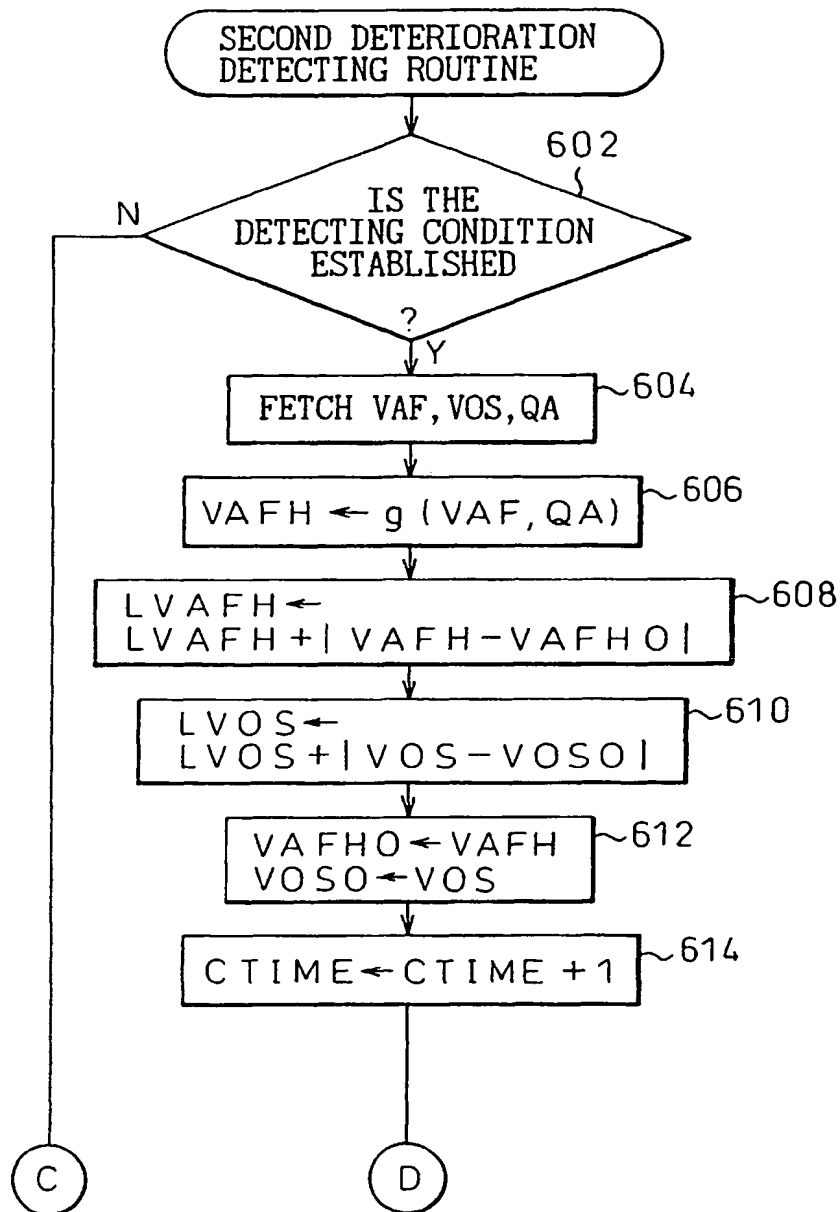 SECOND DETERIORATION
DETECTING ROUTINE
602
N
IS THE
DETECTING CONDITION
ESTABLISHED
?
Y
FETCH VAF, VOS, QA
604
VAFH ← g (VAF, QA)
606
LVAFH ←
LVAFH + | VAFH - VAFHO |
608
LVOS ←
LVOS + | VOS - VOSO |
610
VAFHO ← VAFH
VOSO ← VOS
612
CTIME ← CTIME + 1
614
C
D